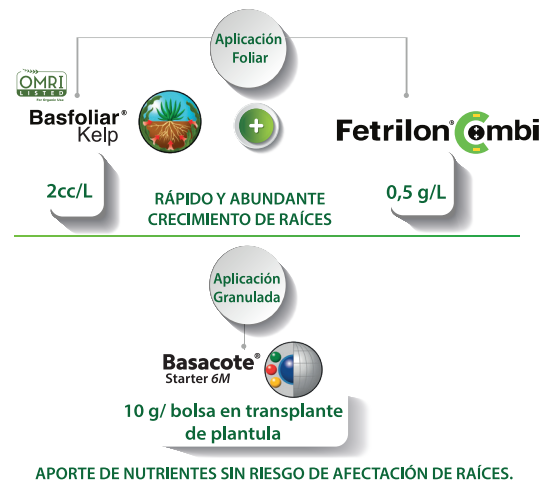 Aplicación
Foliar
OMRI
LISTED
For Organic Use
Basfoliar®
Kelp
+
Fetrilon® Combi
2cc/L
RÁPIDO Y ABUNDANTE
CRECIMIENTO DE RAÍCES
0,5 g/L
Aplicación
Granulada
Basacote®
Starter 6M
10 g/ bolsa en transplante
de plantula
APORTE DE NUTRIENTES SIN RIESGO DE AFECTACIÓN DE RAÍCES.